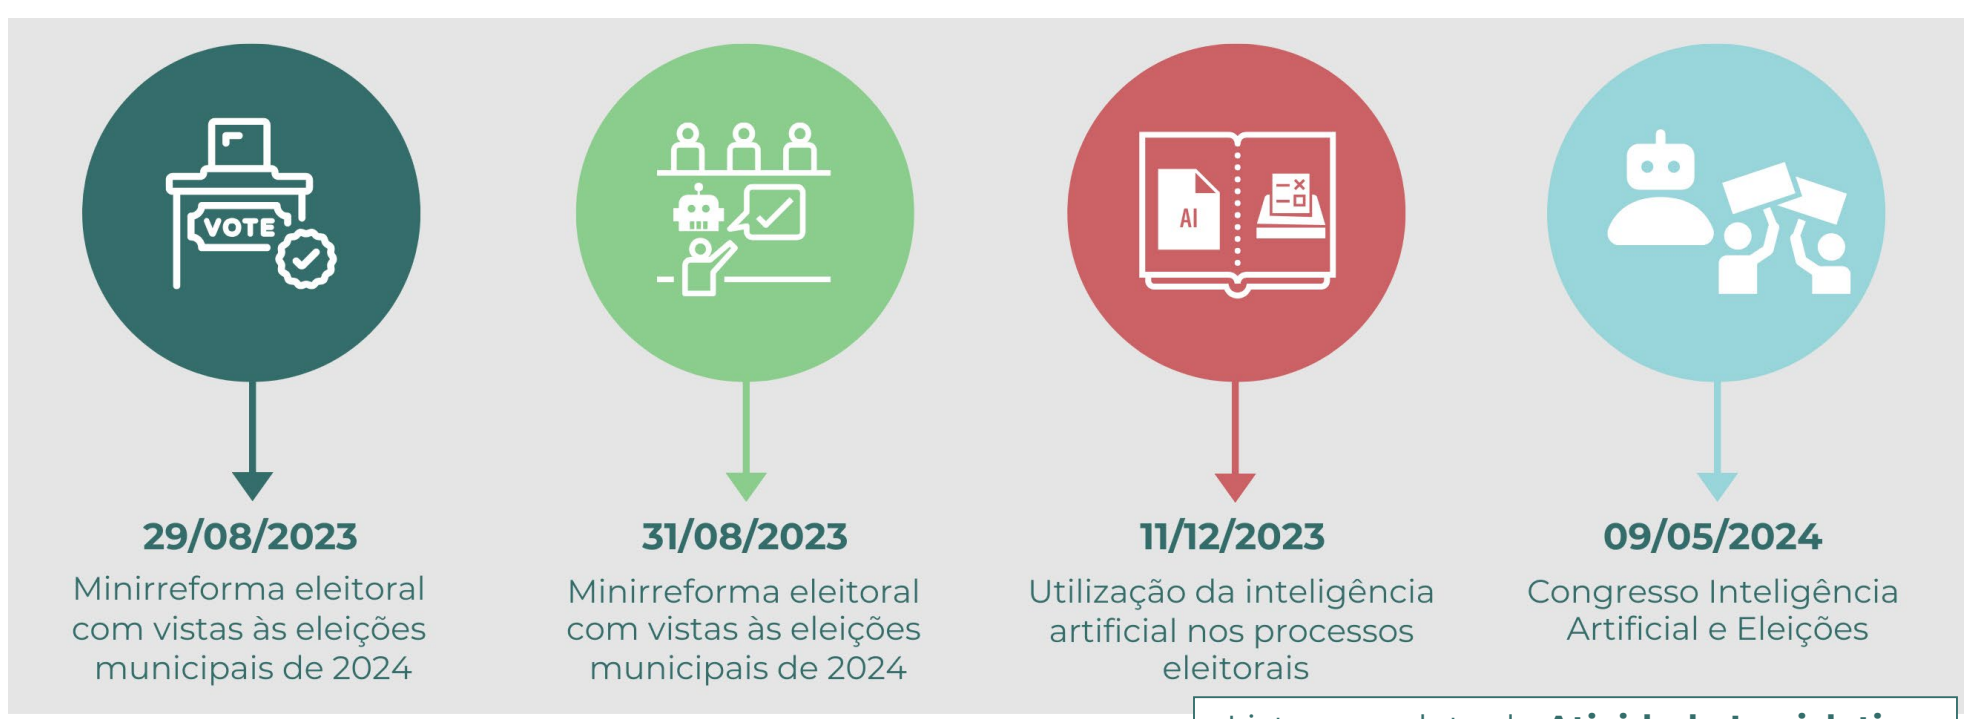 VOTE
AI
29/08/2023
Minirreforma eleitoral
com vistas às eleições
municipais de 2024
31/08/2023
Minirreforma eleitoral
com vistas às eleições
municipais de 2024
11/12/2023
Utilização da inteligência
artificial nos processos
eleitorais
09/05/2024
Congresso Inteligência
Artificial e Eleições